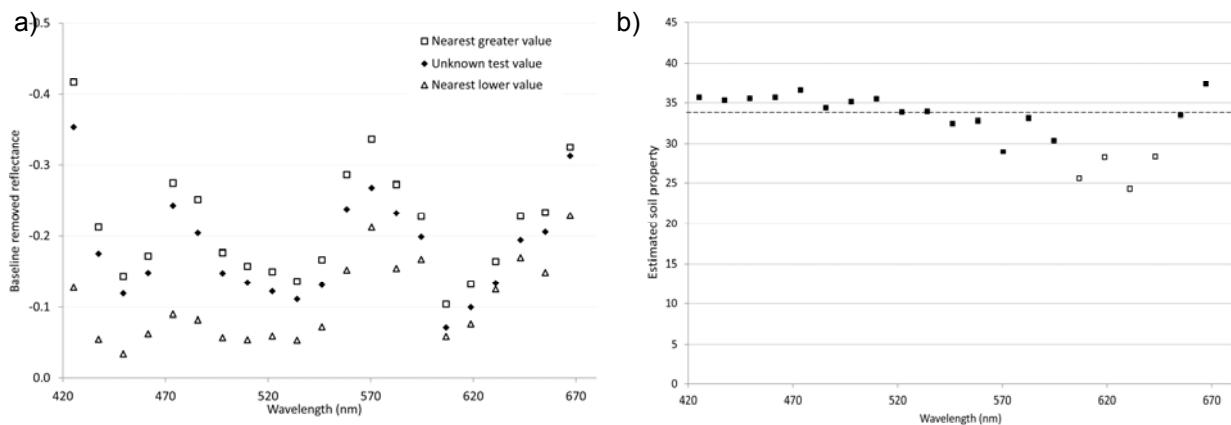 a)
-0.5
-0.4
-0.3
-0.2
-0.1
0.0
Baseline removed reflectance
Nearest greater value
Unknown test value
Nearest lower value
420 470 520 570 620 670
Wavelength (nm)
b)
45
40
35
30
25
20
15
10
5
0
Estimated soil property
420 470 520 570 620 670
Wavelength (nm)